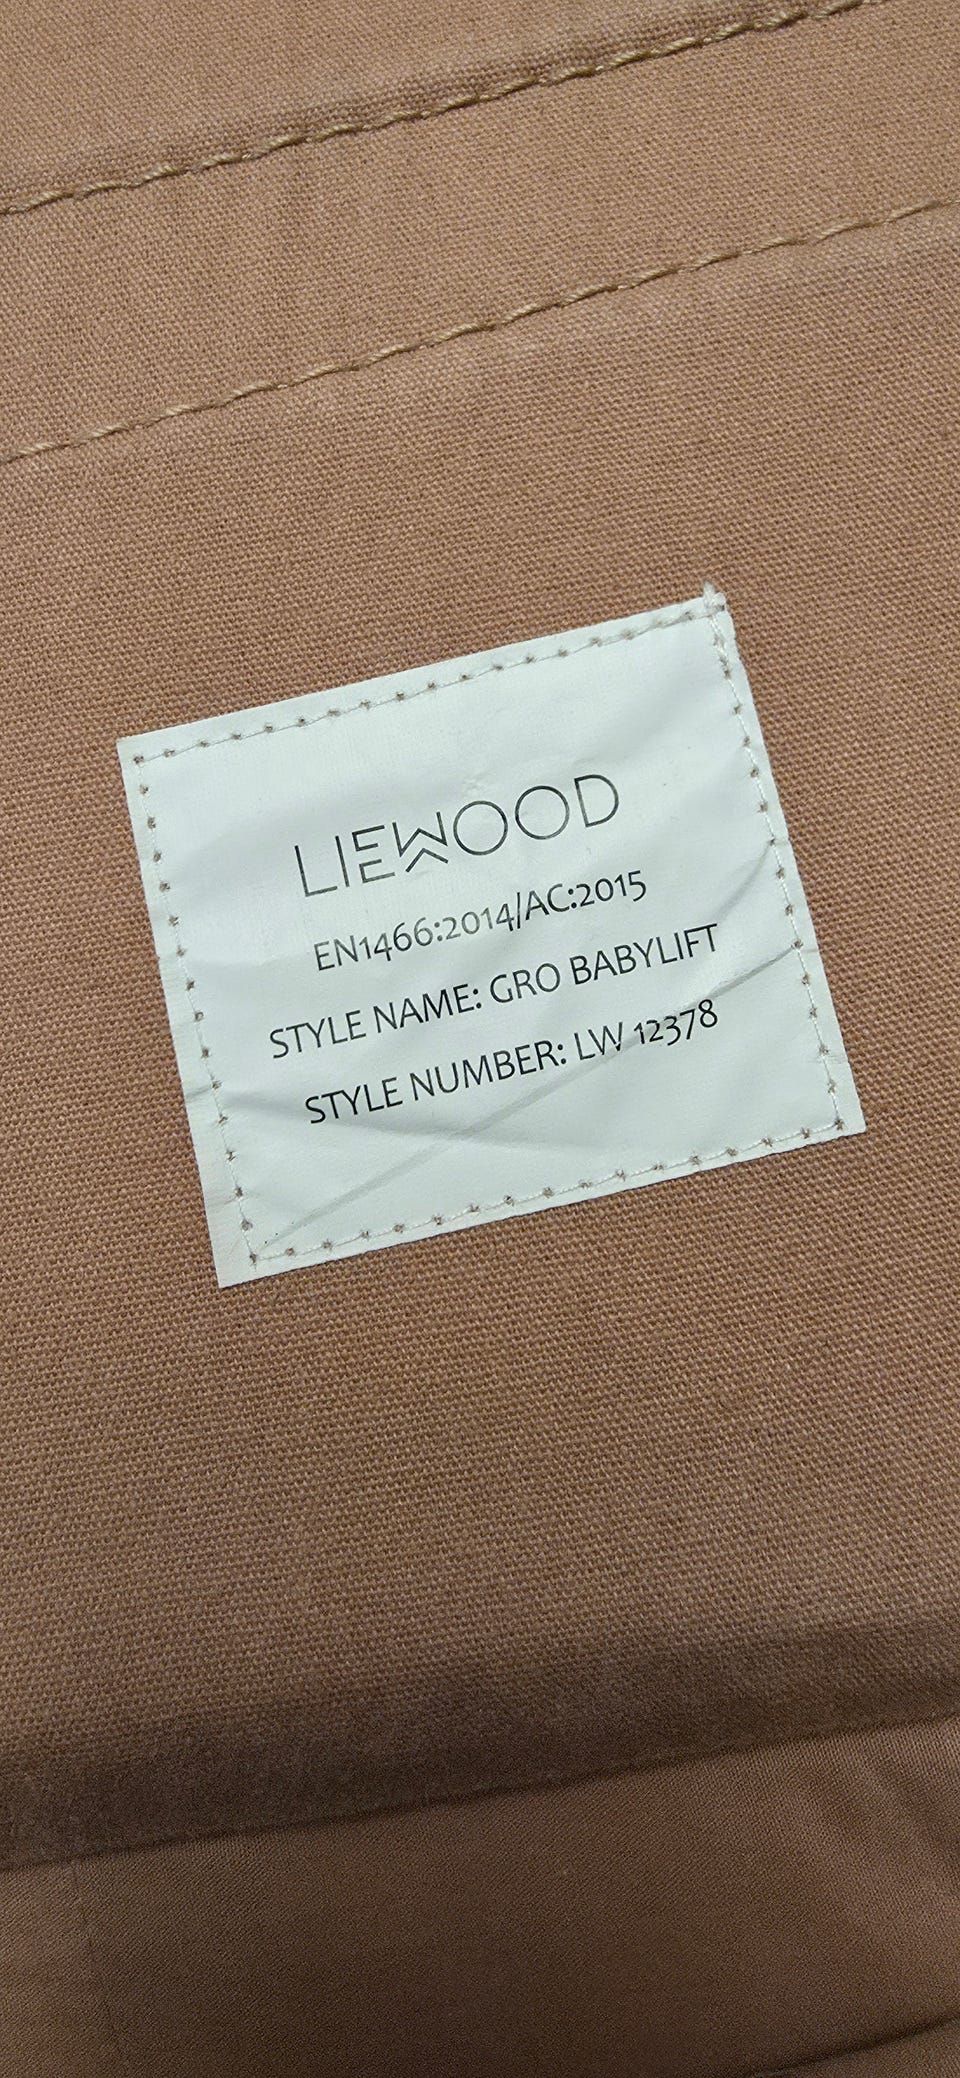 LIEWOOD
EN1466:2014/AC:2015
STYLE NAME: GRO BABYLIFT
STYLE NUMBER: LW 12378